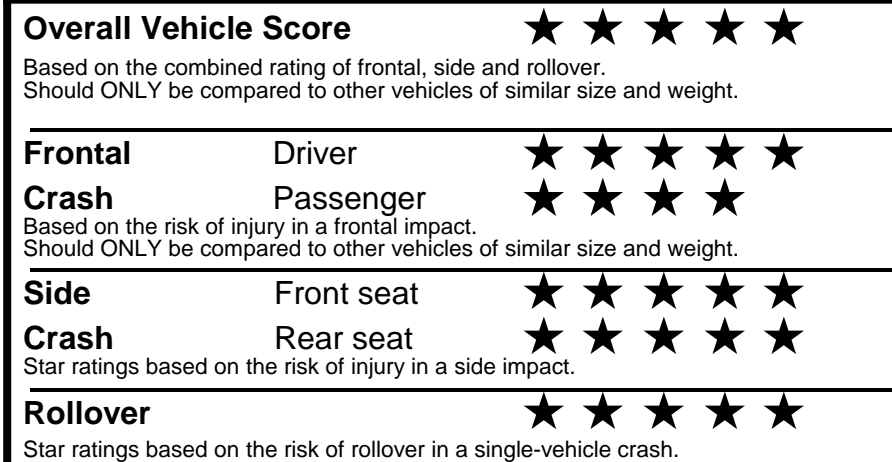 Overall Vehicle Score ★ ★ ★ ★ ★
Based on the combined rating of frontal, side and rollover.
Should ONLY be compared to other vehicles of similar size and weight.
Frontal Driver ★ ★ ★ ★ ★
Crash Passenger ★ ★ ★ ★
Based on the risk of injury in a frontal impact.
Should ONLY be compared to other vehicles of similar size and weight.
Side Front seat ★ ★ ★ ★ ★
Crash Rear seat ★ ★ ★ ★ ★
Star ratings based on the risk of injury in a side impact.
Rollover ★ ★ ★ ★ ★
Star ratings based on the risk of rollover in a single-vehicle crash.